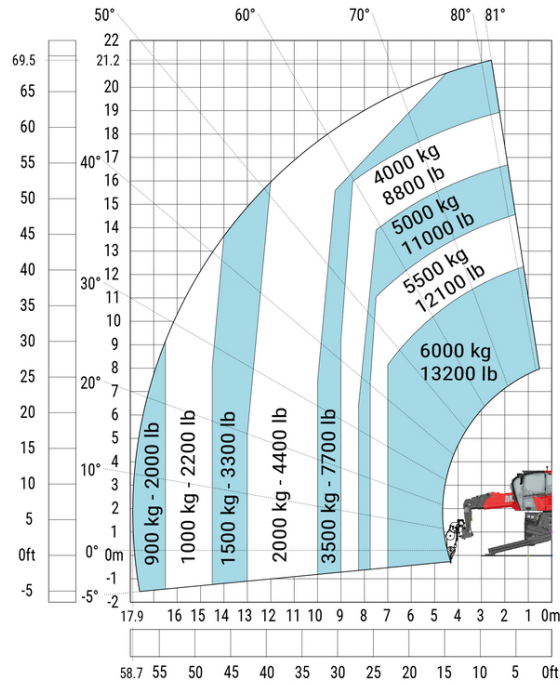 50° 60° 70° 80° 81°
22
69.5 21.2
20
65 19
60 18
40° 17
55 16
50 15
14
45 13
40 12
30° 11
35 10
30 9
8
25 7
20° 20 6
5
15 4
10° 10 3
2
5 1
0ft 0° 0m
-1
-5 -5° -2
4000 kg
8800 lb
5000 kg
11000 lb
5500 kg
12100 lb
6000 kg
13200 lb
900 kg - 2000 lb
1000 kg - 2200 lb
1500 kg - 3300 lb
2000 kg - 4400 lb
3500 kg - 7700 lb
17.9 16 15 14 13 12 11 10 9 8 7 6 5 4 3 2 1 0m
58.7 55 50 45 40 35 30 25 20 15 10 5 0ft